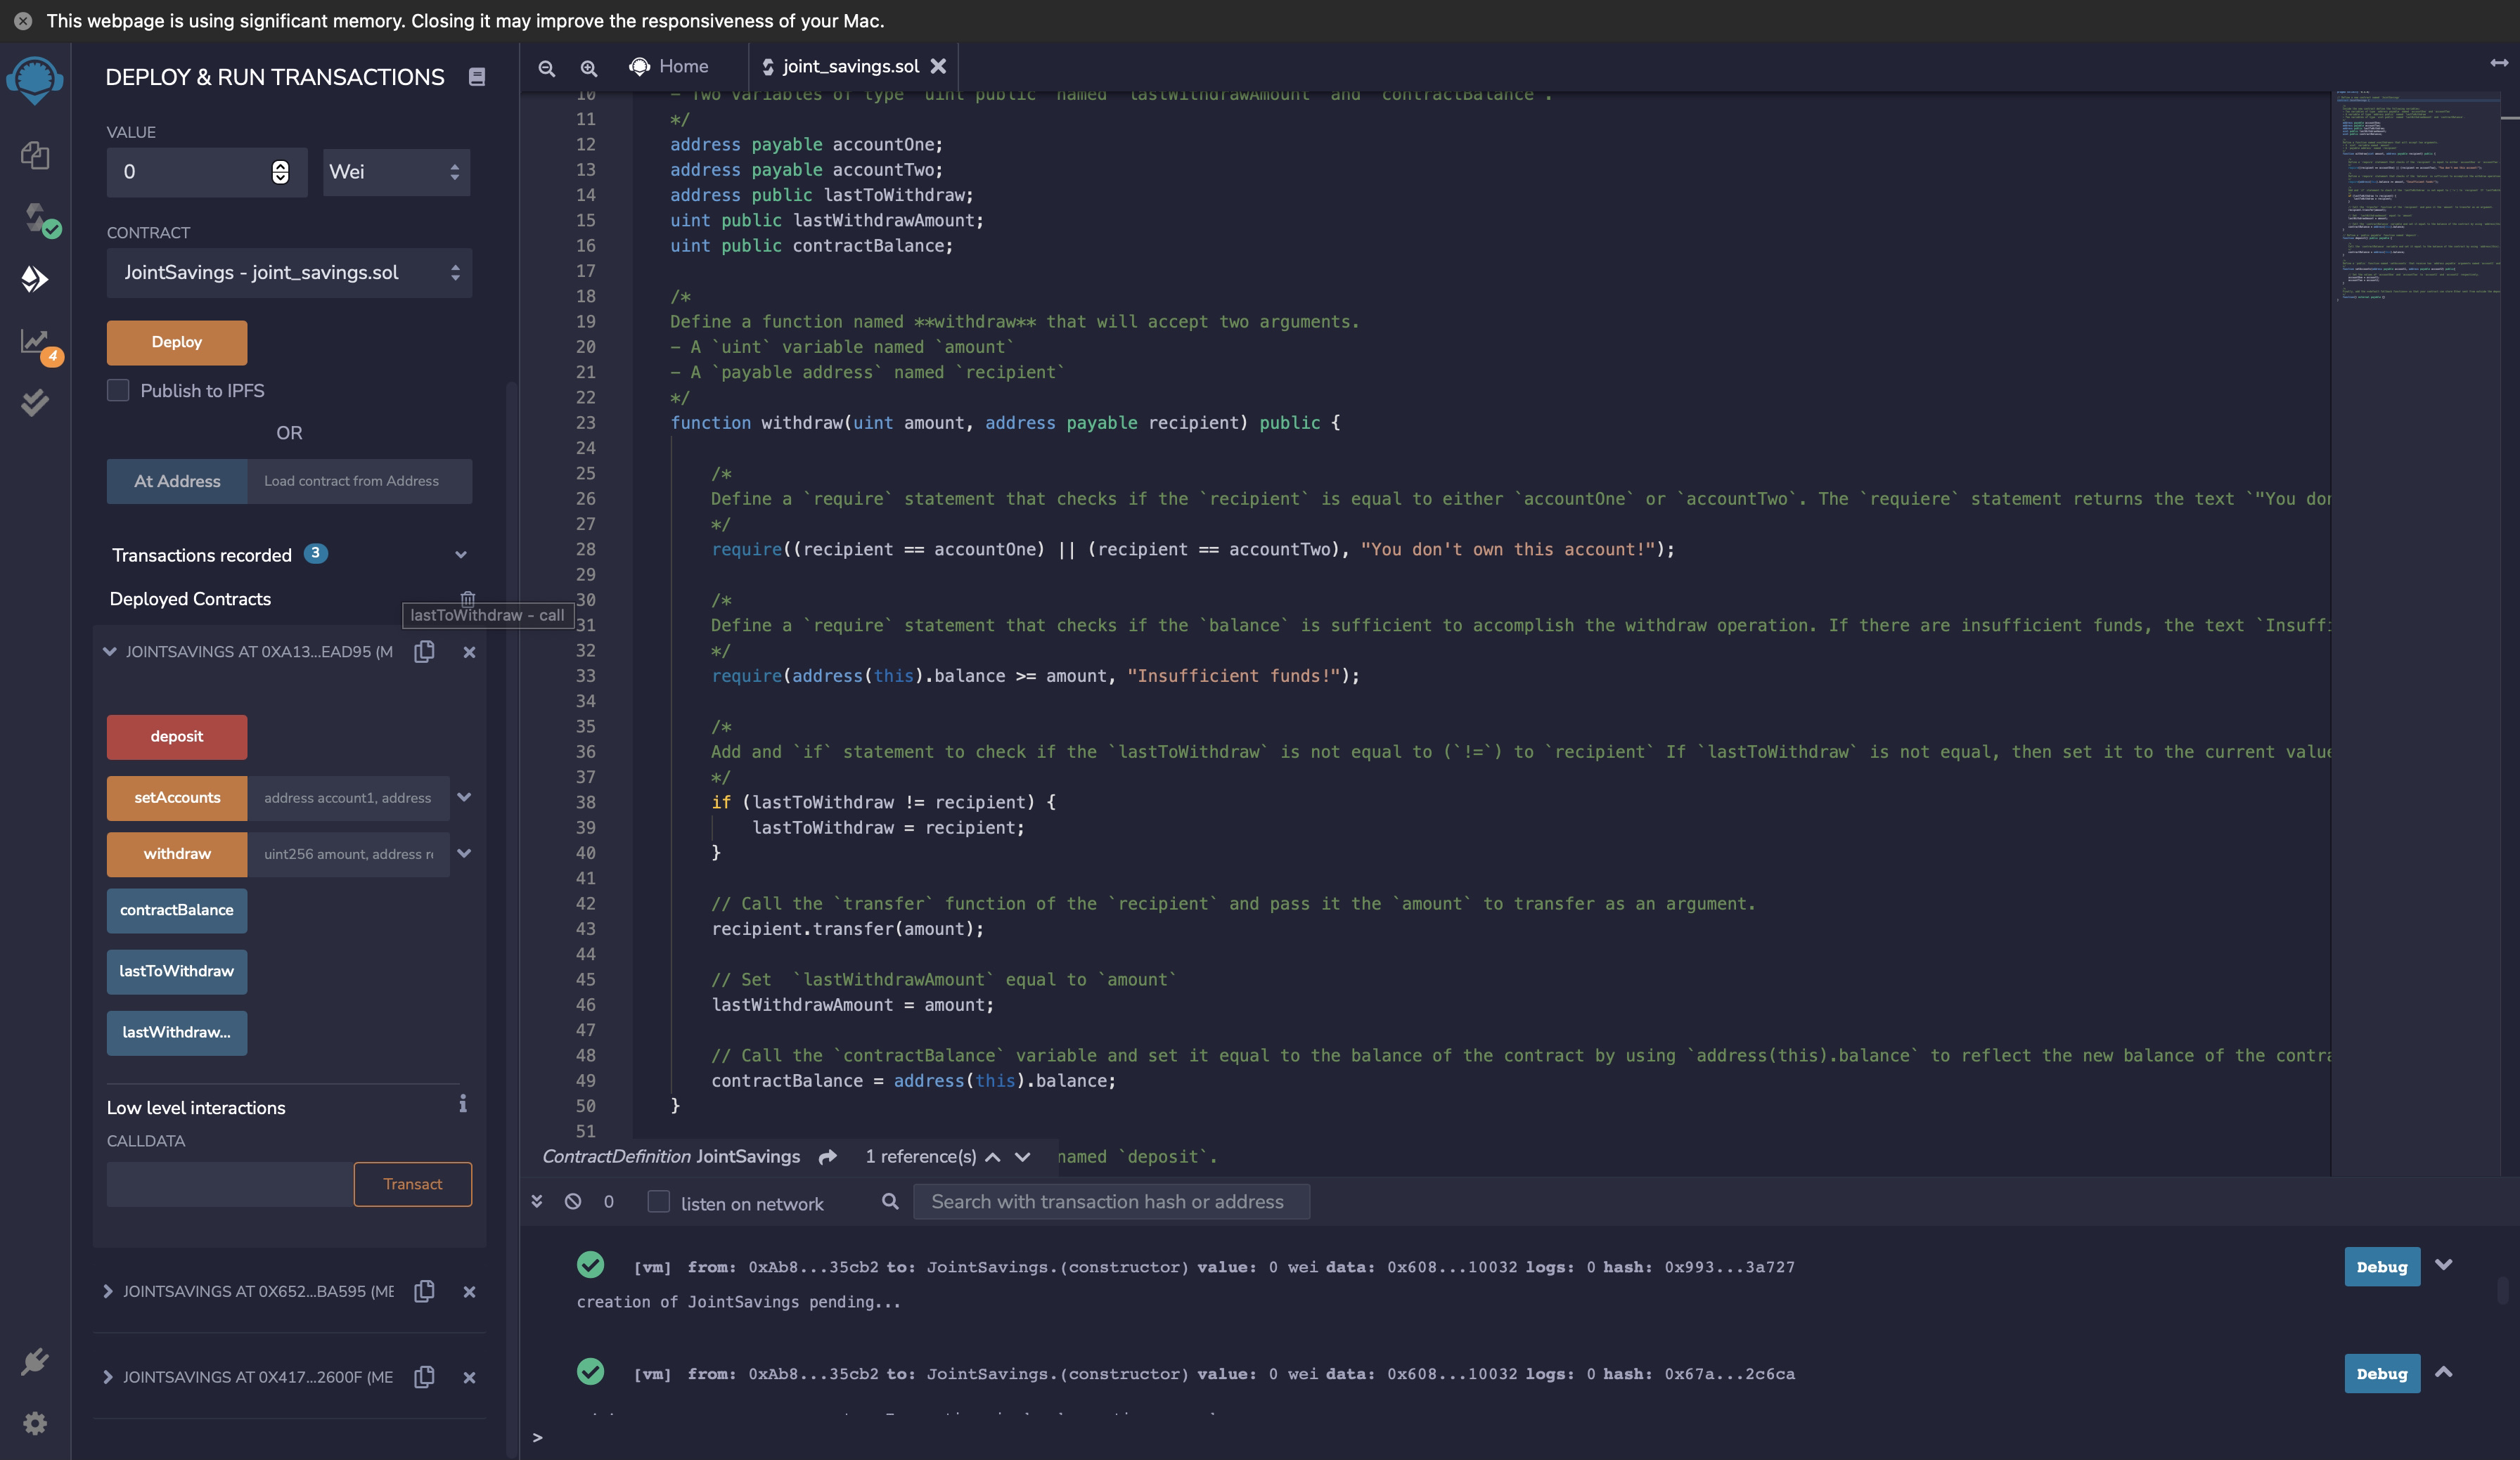 This webpage is using significant memory. Closing it may improve the responsiveness of your Mac.
DEPLOY & RUN TRANSACTIONS
VALUE
0
Wei
CONTRACT
JointSavings - joint_savings.sol
Deploy
Publish to IPFS
OR
At Address
Load contract from Address
Transactions recorded 3
Deployed Contracts
lastToWithdraw - call
JOINTSAVINGS AT 0XA13...EAD95 (M
deposit
setAccounts
address account1, address
withdraw
uint256 amount, address r
contractBalance
lastToWithdraw
lastWithdraw...
Low level interactions
i
CALLDATA
Transact
JOINTSAVINGS AT 0X652...BA595 (ME
JOINTSAVINGS AT 0X417...2600F (ME
4
Home
joint_savings.sol
10 - Two variables of type `uint public` named `lastWithdrawAmount` and `contractBalance`.
11 */
12 address payable accountOne;
13 address payable accountTwo;
14 address public lastToWithdraw;
15 uint public lastWithdrawAmount;
16 uint public contractBalance;
17
18 /*
19 Define a function named **withdraw** that will accept two arguments.
20 - A `uint` variable named `amount`
21 - A `payable address` named `recipient`
22 */
23 function withdraw(uint amount, address payable recipient) public {
24
25 /*
26 Define a `require` statement that checks if the `recipient` is equal to either `accountOne` or `accountTwo`. The `requiere` statement returns the text `"You don
27 */
28 require((recipient == accountOne) || (recipient == accountTwo), "You don't own this account!");
29
30 /*
31 Define a `require` statement that checks if the `balance` is sufficient to accomplish the withdraw operation. If there are insufficient funds, the text `Insuffi
32 */
33 require(address(this).balance >= amount, "Insufficient funds!");
34
35 /*
36 Add and `if` statement to check if the `lastToWithdraw` is not equal to (`!=`) to `recipient` If `lastToWithdraw` is not equal, then set it to the current value
37 */
38 if (lastToWithdraw != recipient) {
39 lastToWithdraw = recipient;
40 }
41
42 // Call the `transfer` function of the `recipient` and pass it the `amount` to transfer as an argument.
43 recipient.transfer(amount);
44
45 // Set  `lastWithdrawAmount` equal to `amount`
46 lastWithdrawAmount = amount;
47
48 // Call the `contractBalance` variable and set it equal to the balance of the contract by using `address(this).balance` to reflect the new balance of the contra
49 contractBalance = address(this).balance;
50 }
51
ContractDefinition JointSavings 1 reference(s) named `deposit`.
0 listen on network Search with transaction hash or address
[vm] from: 0xAb8...35cb2 to: JointSavings.(constructor) value: 0 wei data: 0x608...10032 logs: 0 hash: 0x993...3a727
Debug
creation of JointSavings pending...
[vm] from: 0xAb8...35cb2 to: JointSavings.(constructor) value: 0 wei data: 0x608...10032 logs: 0 hash: 0x67a...2c6ca
Debug
>